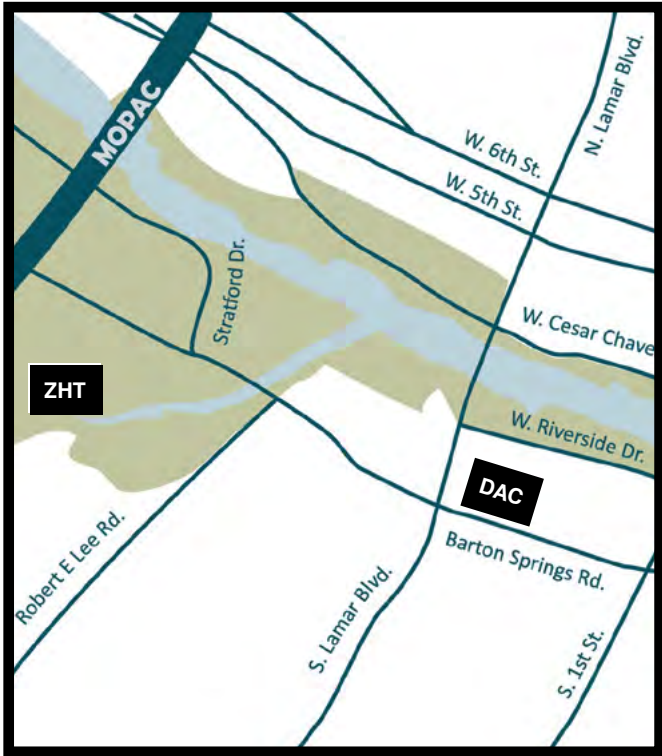 MOPAC
N. Lamar Blvd.
W. 6th St.
W. 5th St.
Stratford Dr.
W. Cesar Chave
ZHT
W. Riverside Dr.
DAC
Robert E Lee Rd.
Barton Springs Rd.
S. Lamar Blvd.
S. 1st St.